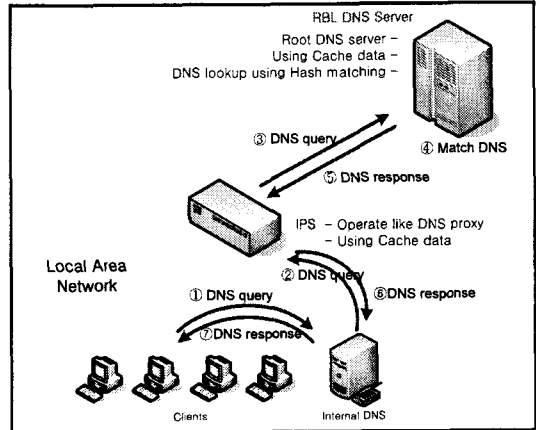 RBL DNS Server
Root DNS server -
Using Cache data -
DNS lookup using Hash matching -
③ DNS query
④ Match DNS
⑤ DNS response
IPS - Operate like DNS proxy
- Using Cache data
Local Area
Network
② DNS query
① DNS query
⑥DNS response
⑦DNS response
Clients
Internal DNS